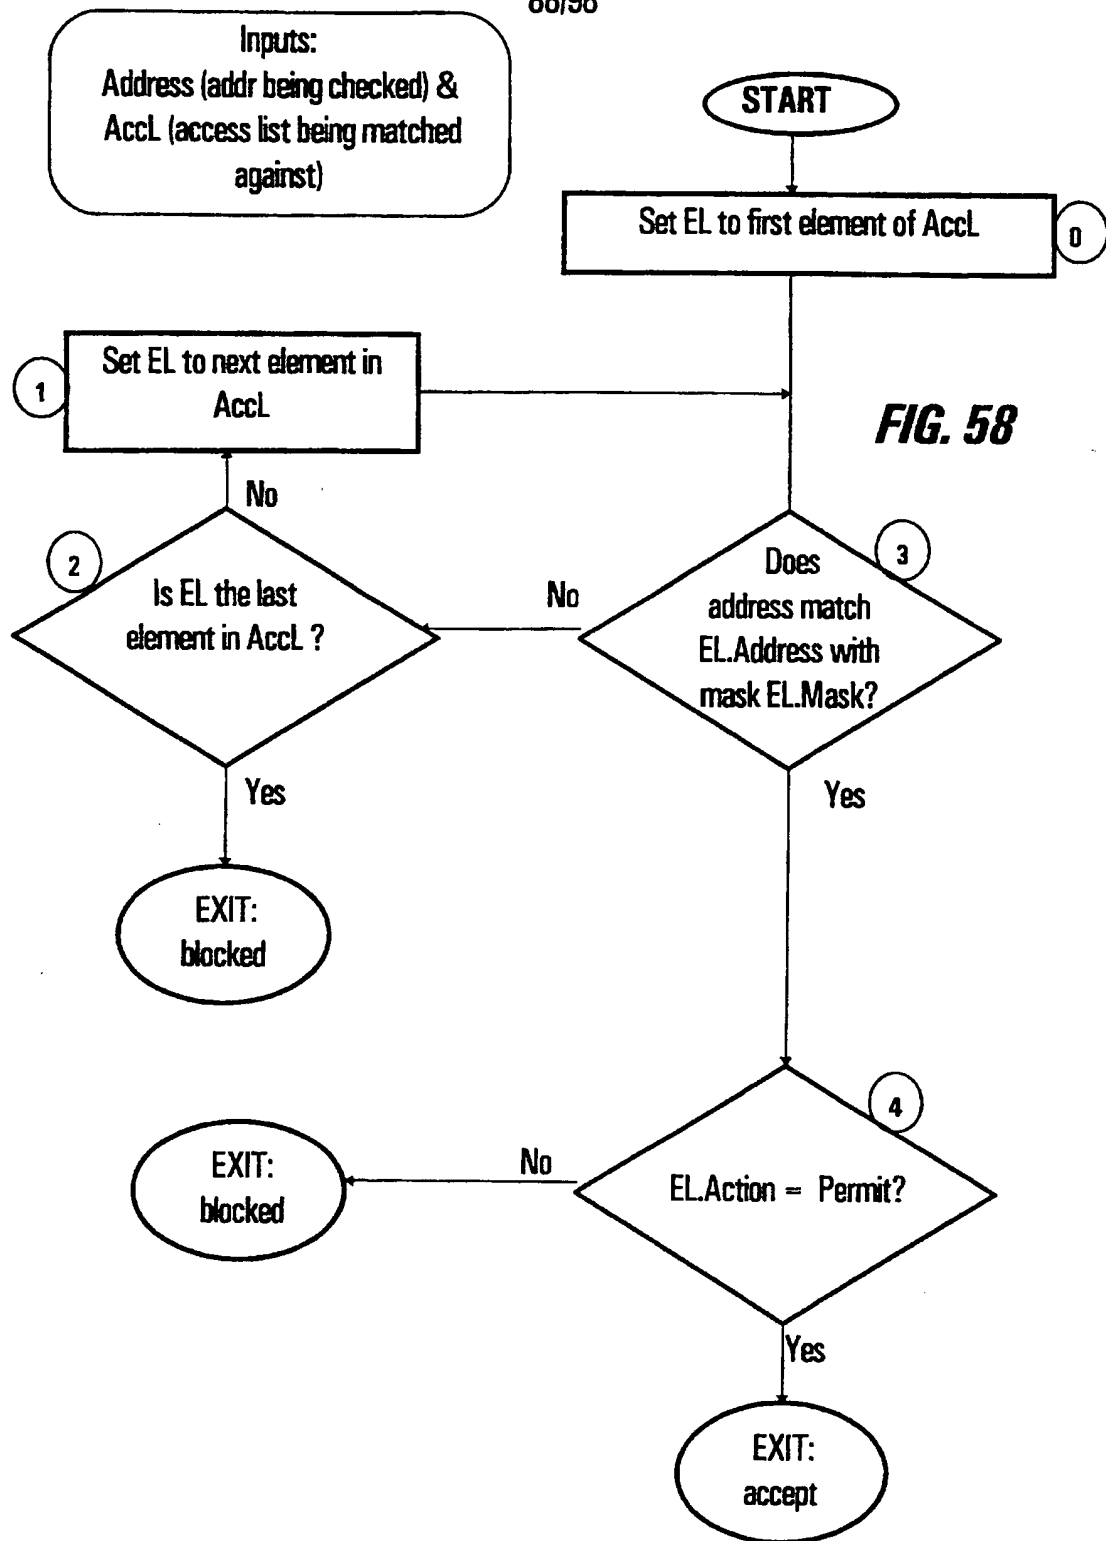 Inputs:
Address (addr being checked) &
AccL (access list being matched
against)
START
Set EL to first element of AccL
0
Set EL to next element in
AccL
1
FIG. 58
No
2
Is EL the last
element in AccL ?
No
3
Does
address match
EL.Address with
mask EL.Mask?
Yes
Yes
EXIT:
blocked
4
EXIT:
blocked
No
EL.Action = Permit?
Yes
EXIT:
accept